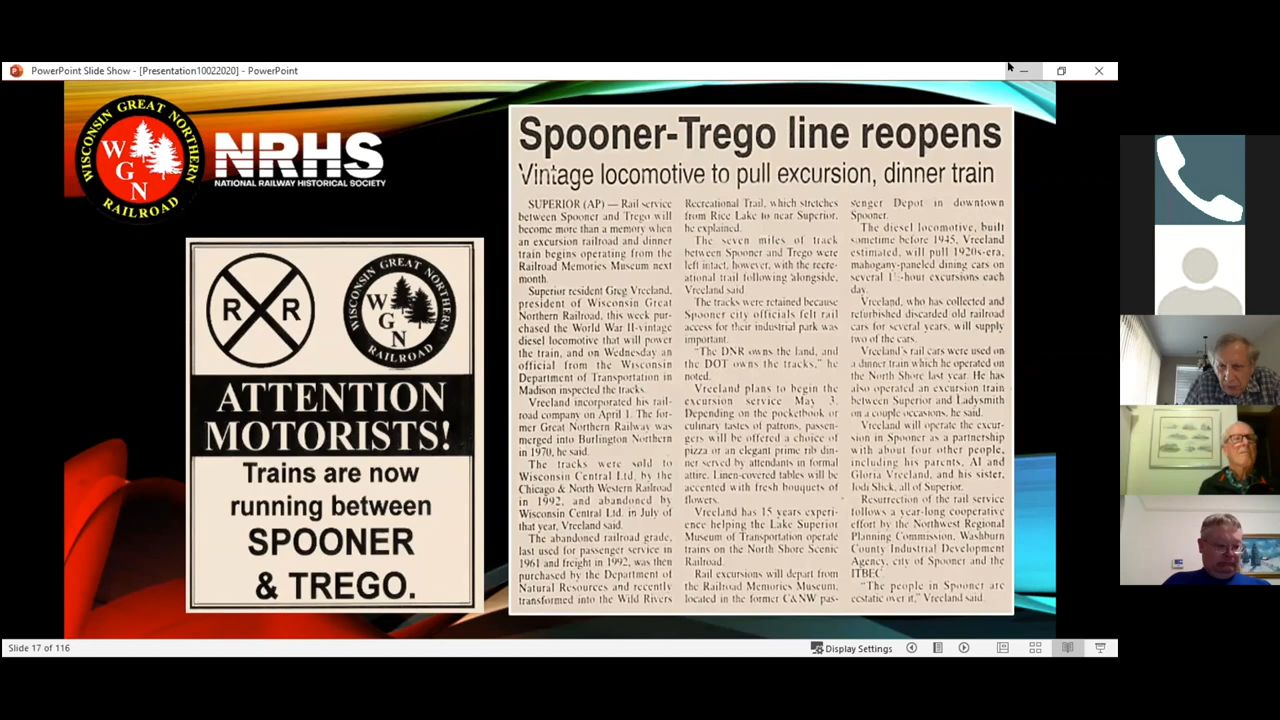 PowerPoint Slide Show - [Presentation10022020] - PowerPoint
WISCONSIN GREAT NORTHERN
WGN
RAILROAD
NRHS
NATIONAL RAILWAY HISTORICAL SOCIETY
R R
WISCONSIN GREAT NORTHERN
WGN
RAILROAD
ATTENTION
MOTORISTS!
Trains are now
running between
SPOONER
& TREGO.
Spooner-Trego line reopens
Vintage locomotive to pull excursion, dinner train
SUPERIOR (AP) — Rail service
between Spooner and Trego will
become more than a memory when
an excursion railroad and dinner
train begins operating from the
Railroad Memories Museum next
month.
Superior resident Greg Vreeland,
president of Wisconsin Great
Northern Railroad, this week pur-
chased the World War II-vintage
diesel locomotive that will power
the train, and on Wednesday an
official from the Wisconsin
Department of Transportation in
Madison inspected the tracks.
Vreeland incorporated his rail-
road company on April 1. The for-
mer Great Northern Railway was
merged into Burlington Northern
in 1970, he said.
The tracks were sold to
Wisconsin Central Ltd. by the
Chicago & North Western Railroad
in 1992, and abandoned by
Wisconsin Central Ltd. in July of
that year, Vreeland said.
The abandoned railroad grade,
last used for passenger service in
1961 and freight in 1992, was then
purchased by the Department of
Natural Resources and recently
transformed into the Wild Rivers
Recreational Trail, which stretches
from Rice Lake to near Superior,
he explained.
The seven miles of track
between Spooner and Trego were
left intact, however, with the recre-
ational trail following alongside,
Vreeland said
The tracks were retained because
Spooner city officials felt rail
access for their industrial park was
important.
"The DNR owns the land, and
the DOT owns the tracks," he
noted.
Vreeland plans to begin the
excursion service May 3.
Depending on the pocketbook or
culinary tastes of patrons, passen-
gers will be offered a choice of
pizza or an elegant prime rib din-
ner served by attendants in formal
attire. Linen-covered tables will be
accented with fresh bouquets of
flowers.
Vreeland has 15 years experi-
ence helping the Lake Superior
Museum of Transportation operate
trains on the North Shore Scenic
Railroad.
Rail excursions will depart from
the Railroad Memories Museum,
located in the former C&NW pas-
senger Depot in downtown
Spooner.
The diesel locomotive, built
sometime before 1945, Vreeland
estimated, will pull 1920s-era,
mahogany-paneled dining cars on
several 1½-hour excursions each
day.
Vreeland, who has collected and
refurbished discarded old railroad
cars for several years, will supply
two of the cars.
Vreeland's rail cars were used on
a dinner train which he operated on
the North Shore last year. He has
also operated an excursion train
between Superior and Ladysmith
on a couple occasions, he said.
Vreeland will operate the excur-
sion in Spooner as a partnership
with about four other people,
including his parents, Al and
Gloria Vreeland, and his sister,
Jodi Slick, all of Superior.
Resurrection of the rail service
follows a year-long cooperative
effort by the Northwest Regional
Planning Commission, Washburn
County Industrial Development
Agency, city of Spooner and the
ITBEC.
"The people in Spooner are
ecstatic over it," Vreeland said.
Slide 17 of 116
Display Settings